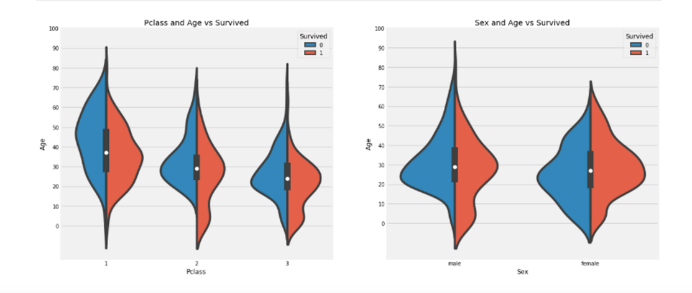 Pclass and Age vs Survived
Survived
0
1
100
90
80
70
60
50
40
30
20
10
0
Age
1
2
3
Pclass
Sex and Age vs Survived
Survived
0
1
100
90
80
70
60
50
40
30
20
10
0
Age
male
female
Sex